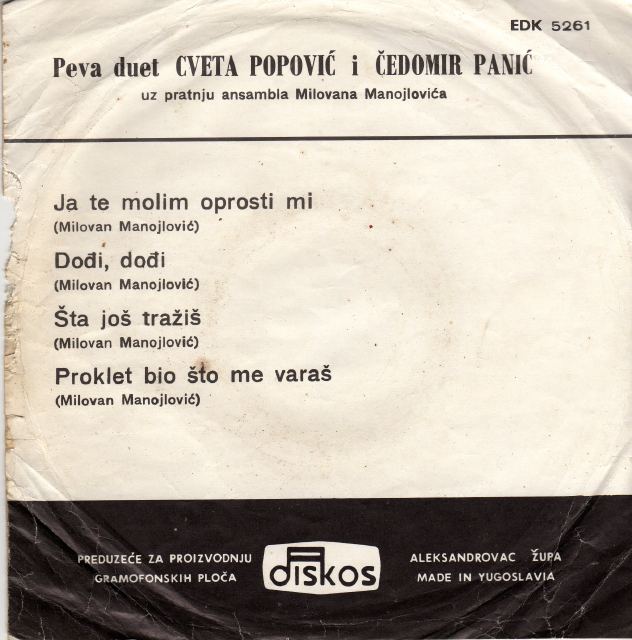 EDK 5261
Peva duet CVETA POPOVIĆ i ČEDOMIR PANIĆ
uz pratnju ansambla Milovana Manojlovića
Ja te molim oprosti mi
(Milovan Manojlović)
Dođi, dođi
(Milovan Manojlović)
Šta još tražiš
(Milovan Manojlović)
Proklet bio što me varaš
(Milovan Manojlović)
PREDUZEĆE ZA PROIZVODNJU
GRAMOFONSKIH PLOČA
diskos
ALEKSANDROVAC ŽUPA
MADE IN YUGOSLAVIA